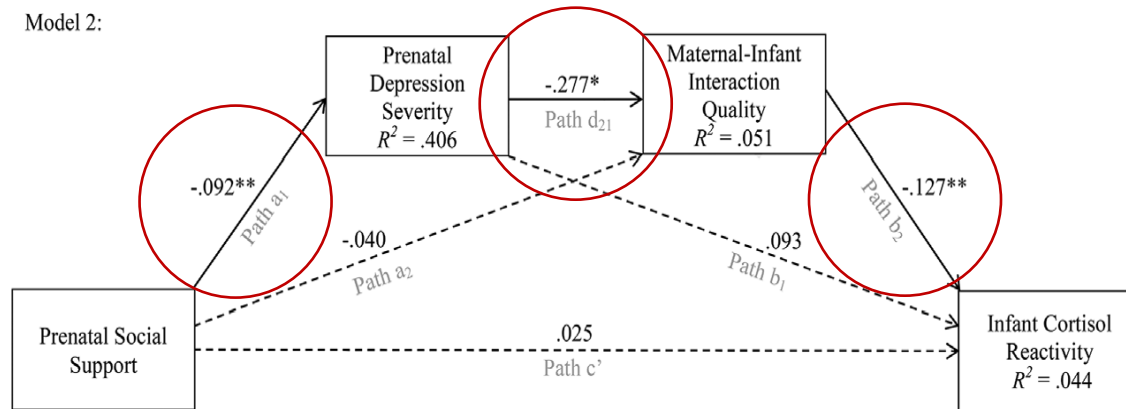 Model 2:
Prenatal
Depression
Severity
R² = .406
-.277*
Path d₂₁
Maternal-Infant
Interaction
Quality
R² = .051
-.092**
Path a₁
-.040
Path a₂
.093
Path b₁
-.127**
Path b₂
Prenatal Social
Support
.025
Path c’
Infant Cortisol
Reactivity
R² = .044